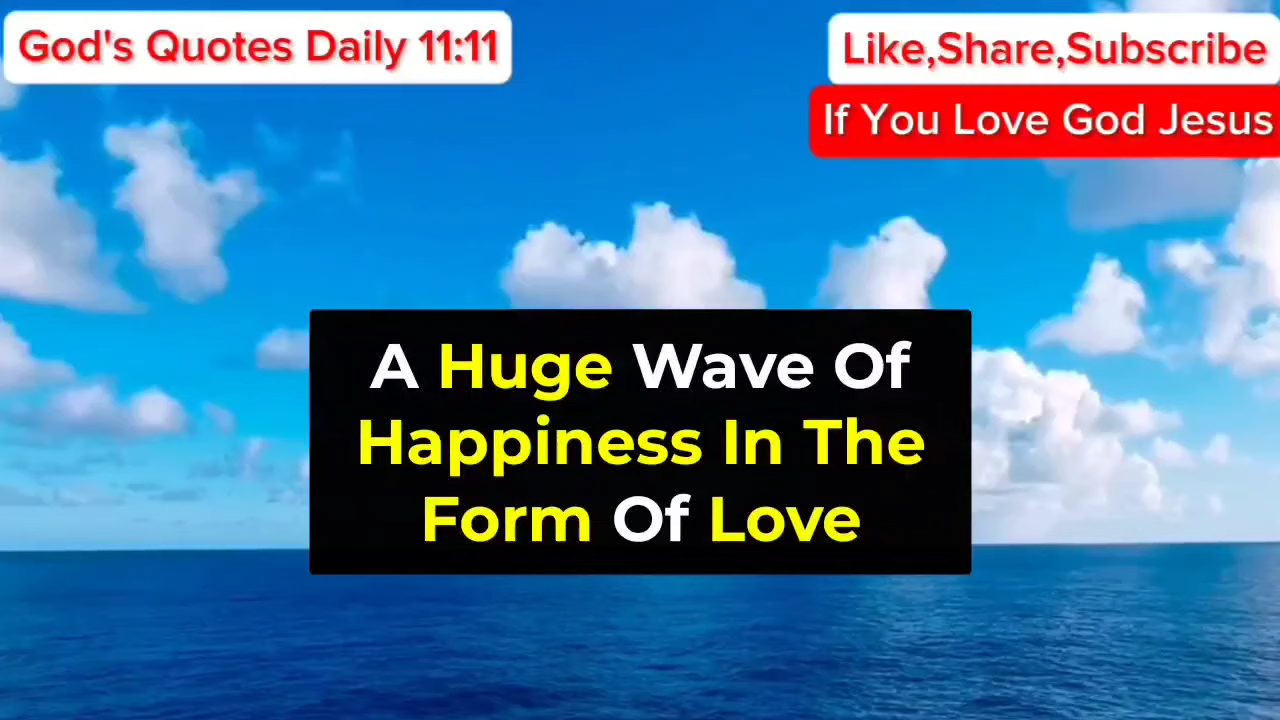 God's Quotes Daily 11:11
Like,Share,Subscribe
If You Love God Jesus
A Huge Wave Of
Happiness In The
Form Of Love